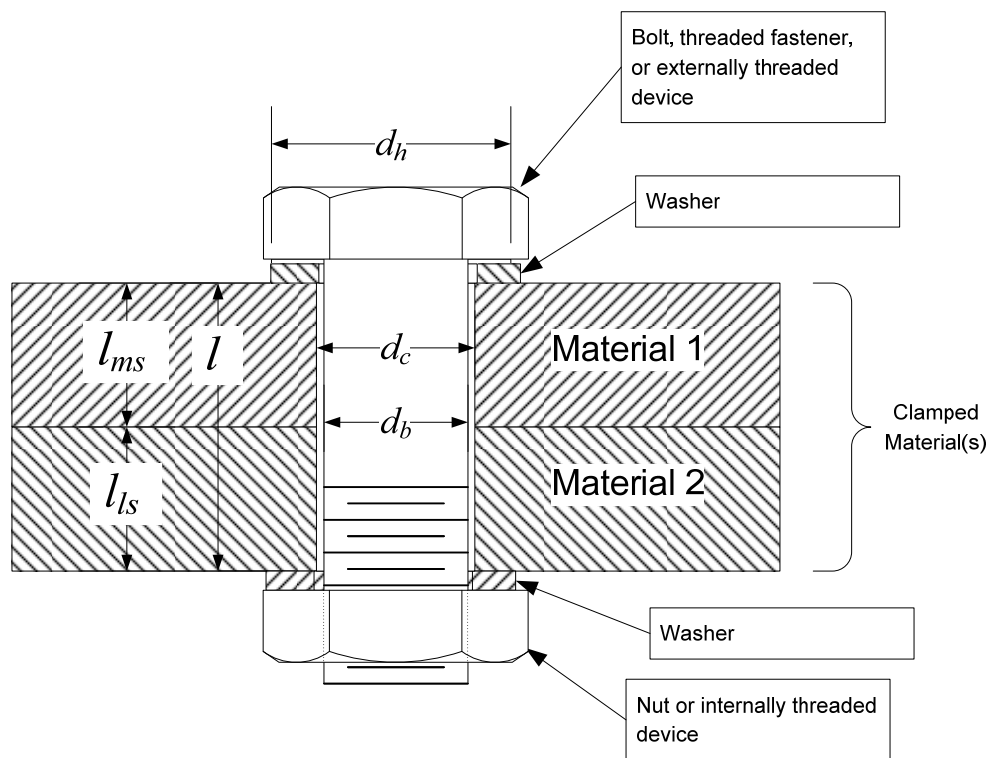 Bolt, threaded fastener,
or externally threaded
device
d_h
Washer
l_ms
l
d_c
Material 1
Clamped
Material(s)
d_b
l_ls
Material 2
Washer
Nut or internally threaded
device